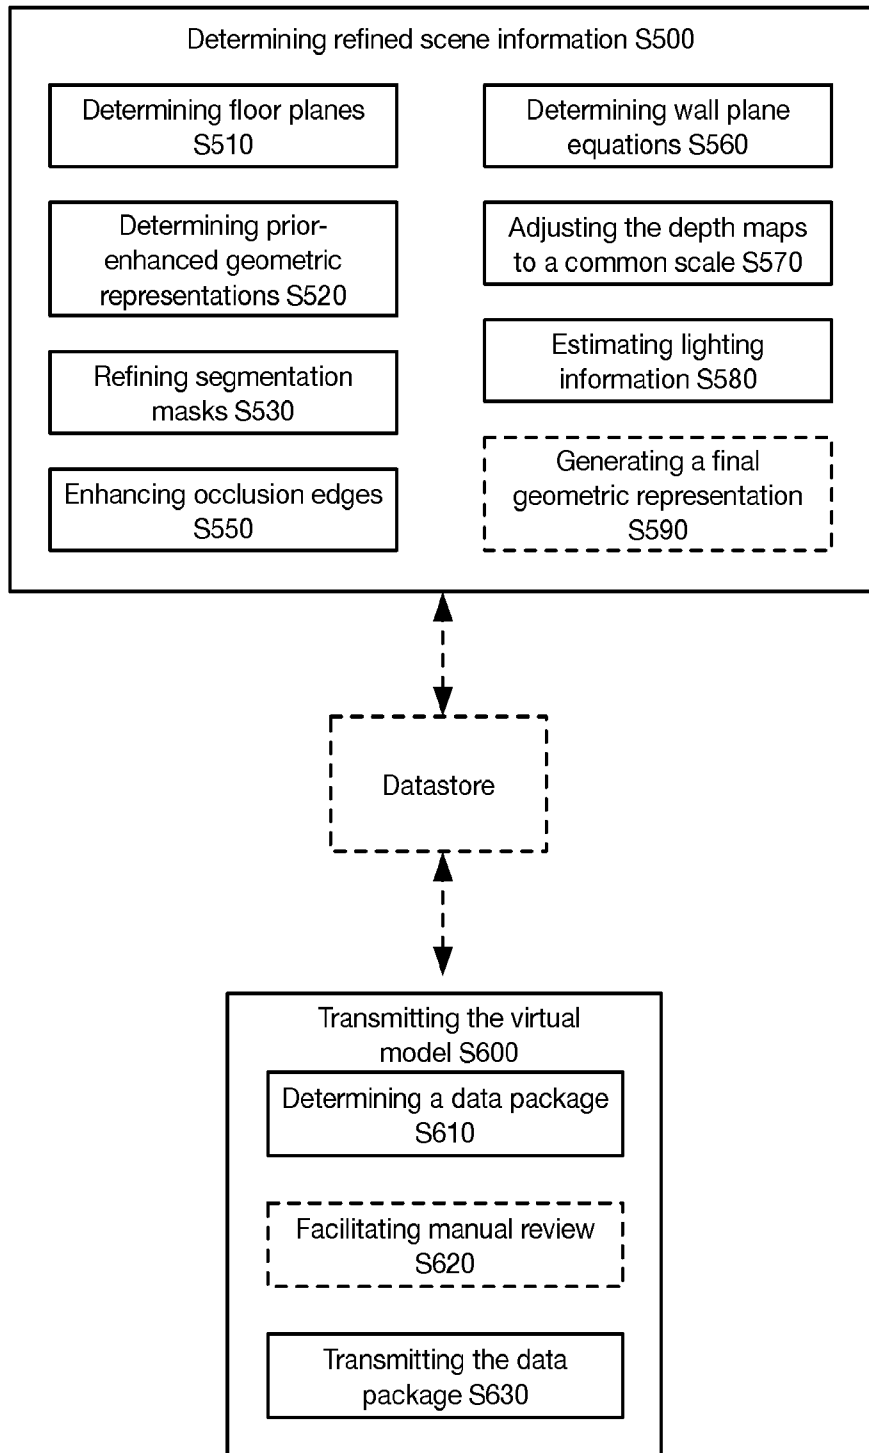 Determining refined scene information S500
Determining floor planes
S510
Determining prior-
enhanced geometric
representations S520
Refining segmentation
masks S530
Enhancing occlusion edges
S550
Determining wall plane
equations S560
Adjusting the depth maps
to a common scale S570
Estimating lighting
information S580
Generating a final
geometric representation
S590
Datastore
Transmitting the virtual
model S600
Determining a data package
S610
Facilitating manual review
S620
Transmitting the data
package S630